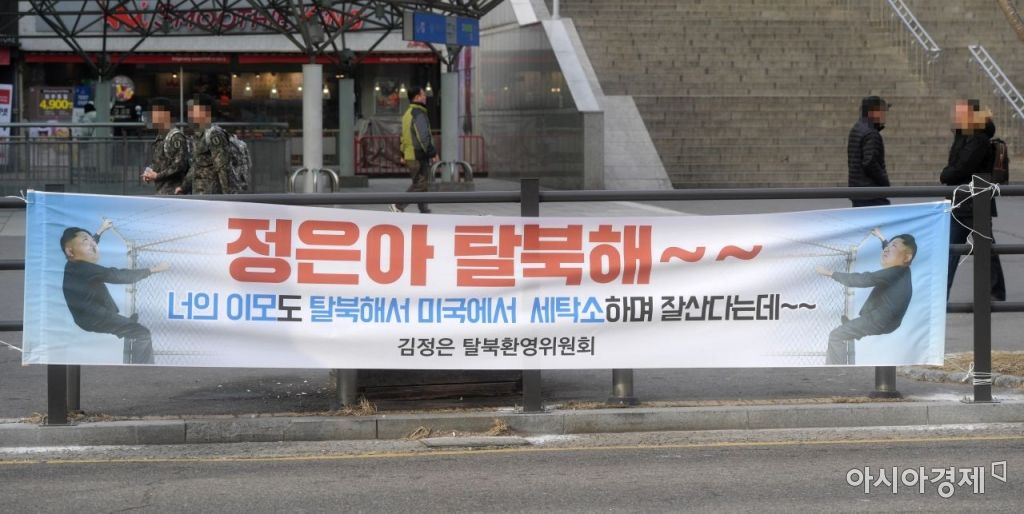 SMOOTHIE
4,900
정은아 탈북해~~
너의 이모도 탈북해서 미국에서 세탁소하며 잘산다는데~~
김정은 탈북환영위원회
아시아경제